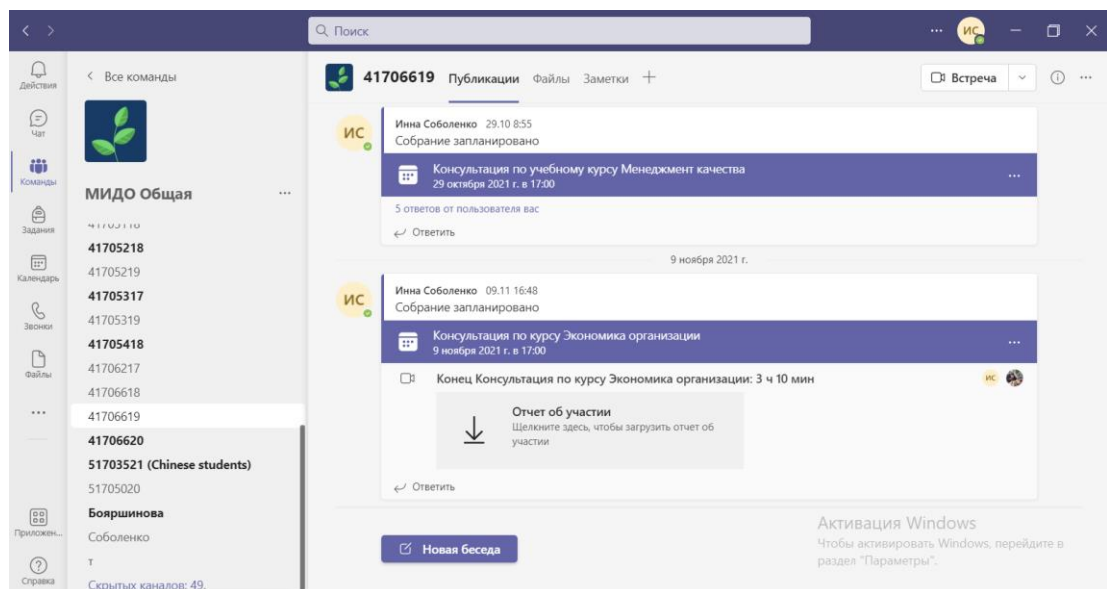 Поиск
ИС
Действия
Чат
Команды
Задания
Календарь
Звонки
Файлы
Приложен...
Справка
Все команды
МИДО Общая
41705218
41705219
41705317
41705319
41705418
41706217
41706618
41706619
41706620
51703521 (Chinese students)
51705020
Бояршинова
Соболенко
т
Скрытых каналов: 49.
41706619 Публикации Файлы Заметки
Встреча
ИС
Инна Соболенко 29.10 8:55
Собрание запланировано
Консультация по учебному курсу Менеджмент качества
29 октября 2021 г. в 17:00
5 ответов от пользователя вас
Ответить
9 ноября 2021 г.
ИС
Инна Соболенко 09.11 16:48
Собрание запланировано
Консультация по курсу Экономика организации
9 ноября 2021 г. в 17:00
Конец Консультация по курсу Экономика организации: 3 ч 10 мин
ИС
Отчет об участии
Щелкните здесь, чтобы загрузить отчет об
участии
Ответить
Новая беседа
Активация Windows
Чтобы активировать Windows, перейдите в
раздел "Параметры".